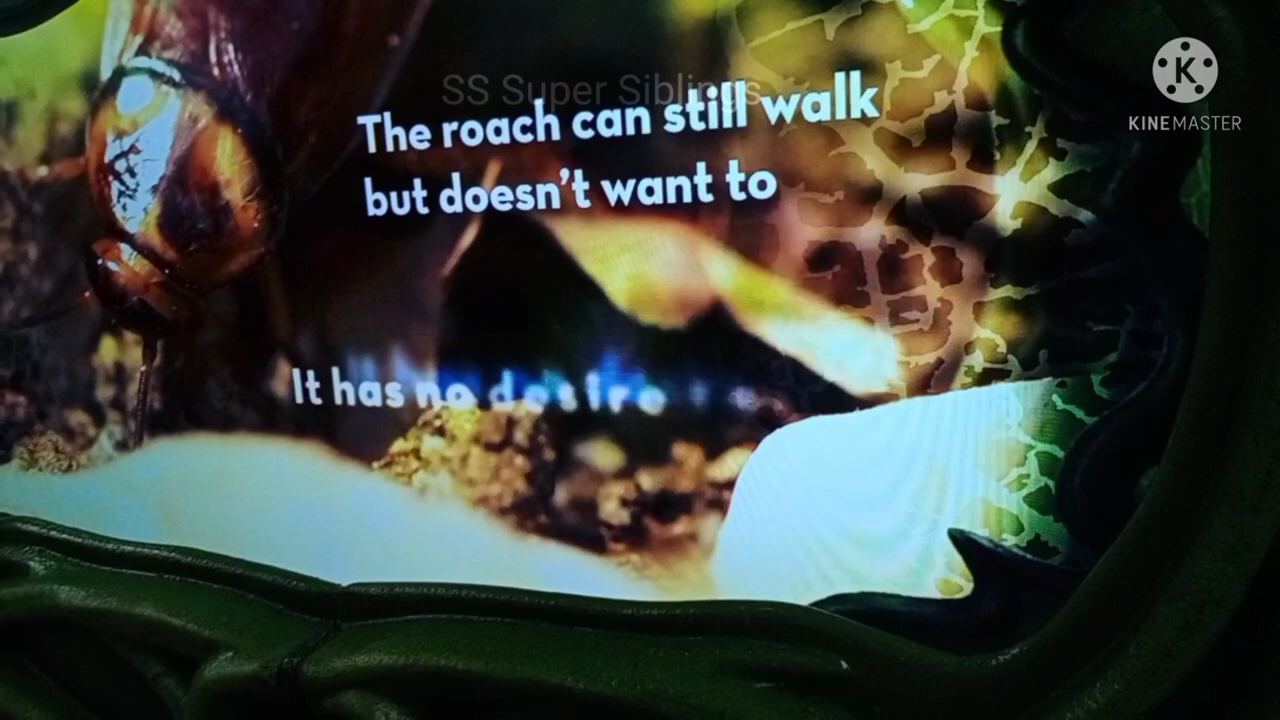 SS Super Siblings
K
KINEMASTER
The roach can still walk
but doesn't want to
It has no desire